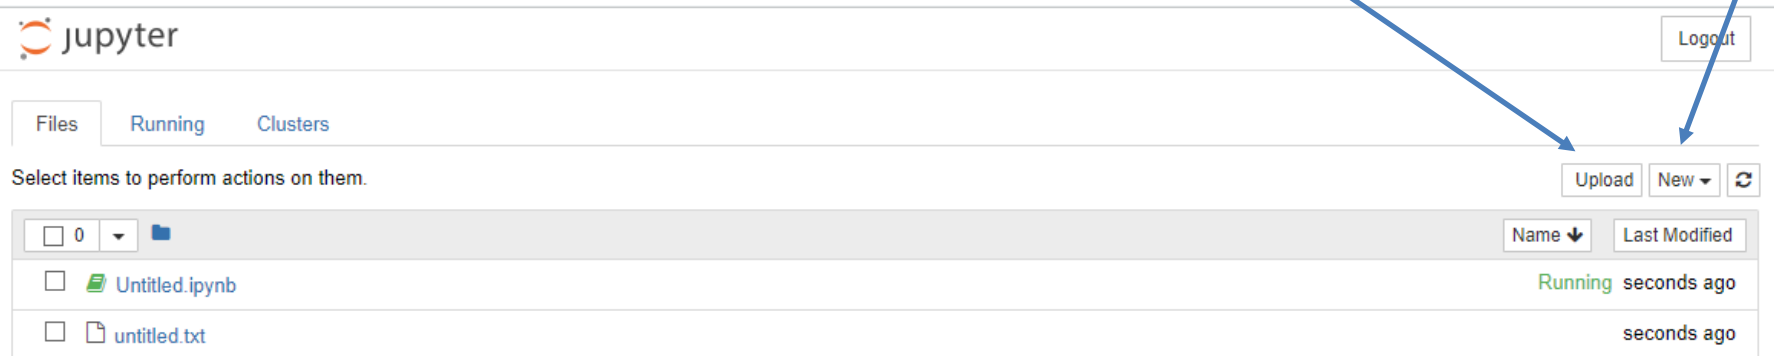 jupyter
Logout
Files Running Clusters
Select items to perform actions on them.
Upload New
0 Name Last Modified
Untitled.ipynb Running seconds ago
untitled.txt seconds ago